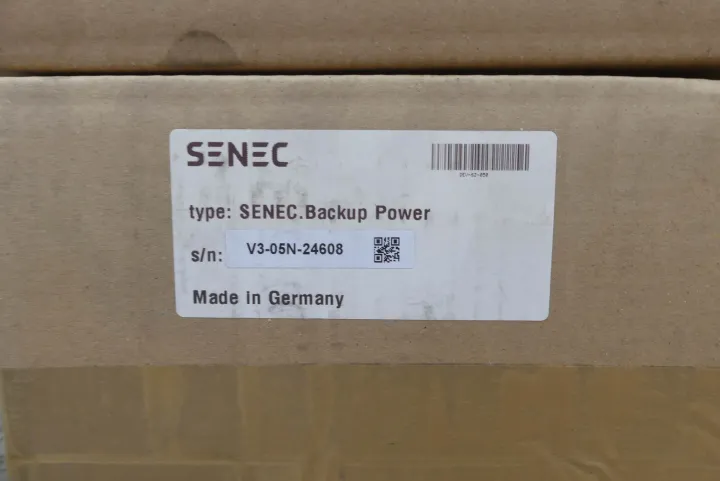 SENEC
type: SENEC.Backup Power
s/n: V3-05N-24608
Made in Germany